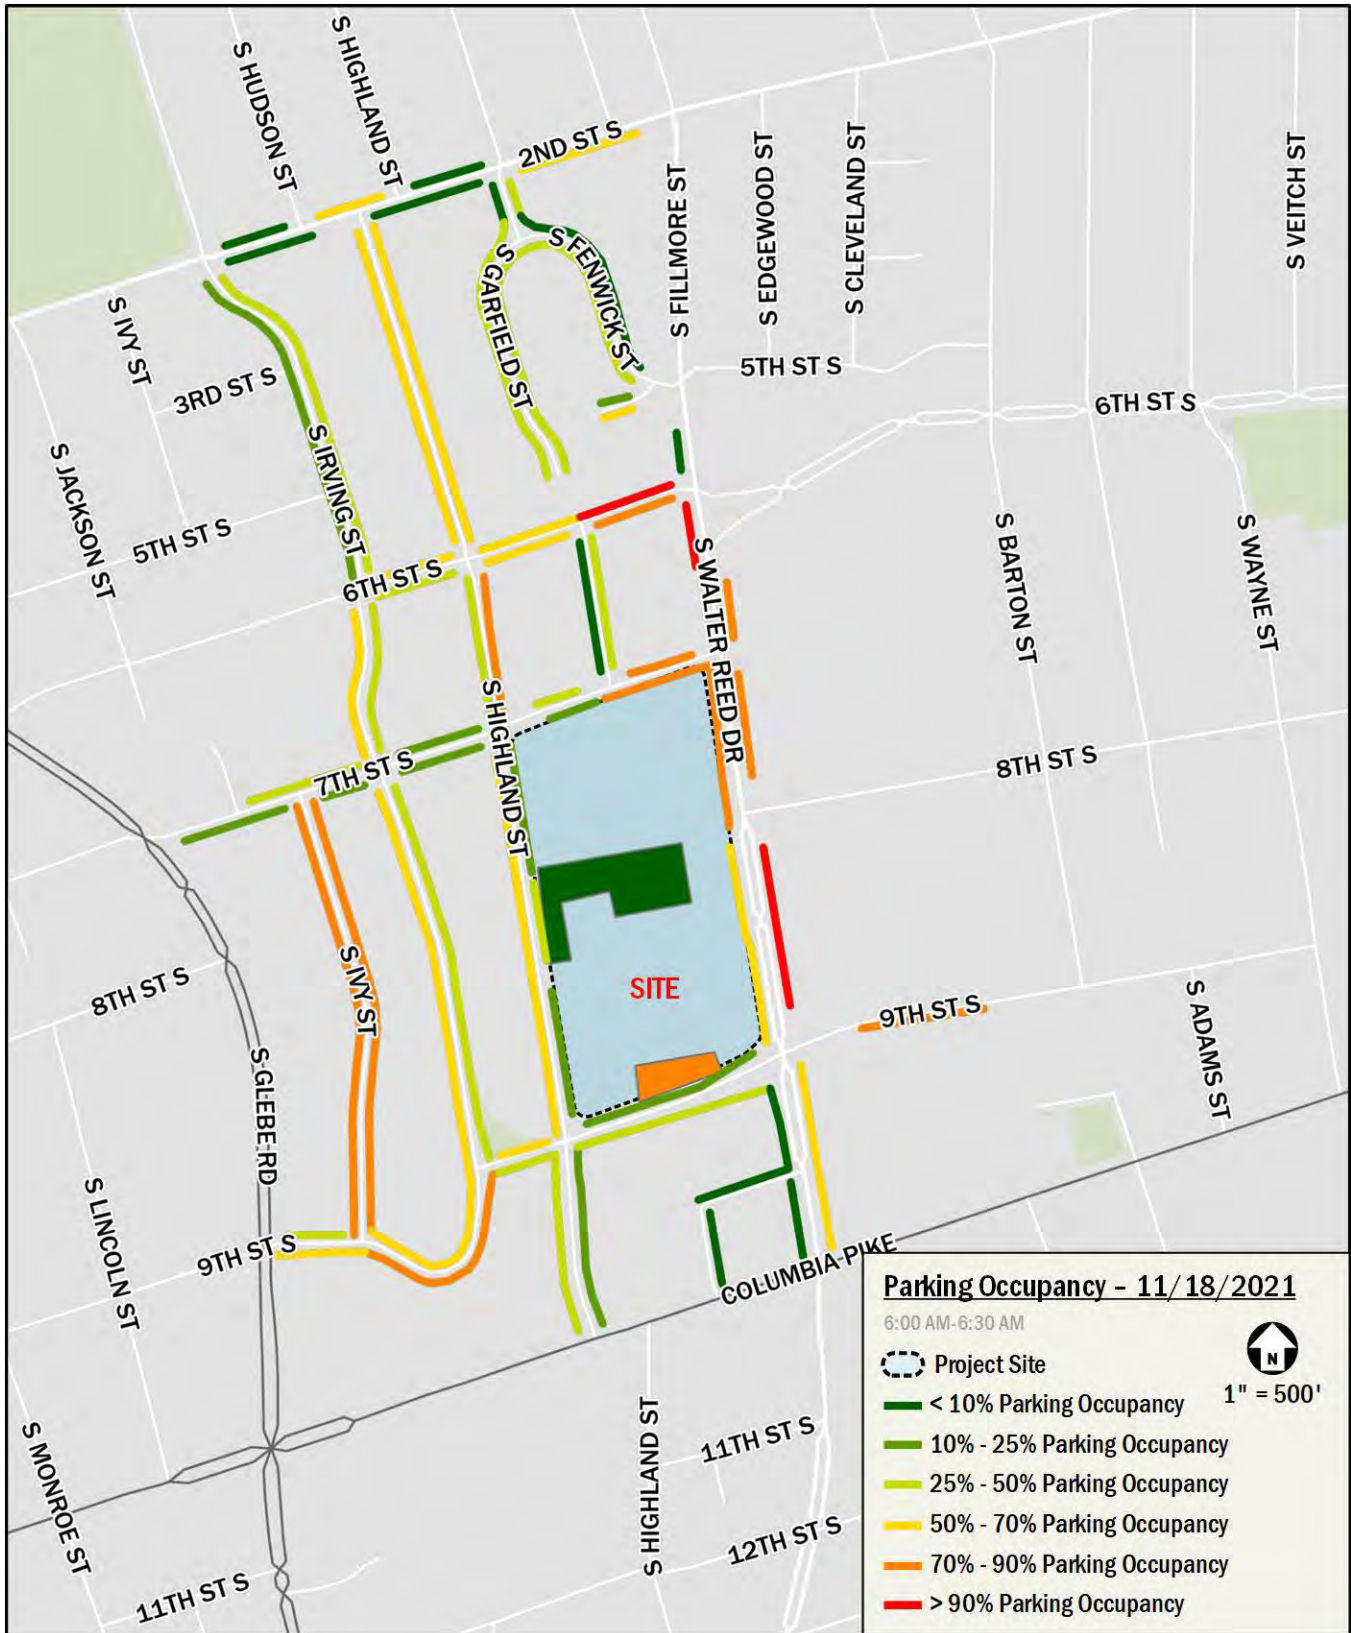 S HUDSON ST
S HIGHLAND ST
2ND ST S
S FILLMORE ST
S EDGEWOOD ST
S CLEVELAND ST
S VEITCH ST
S IVY ST
3RD ST S
S GARFIELD ST
S FENWICK ST
5TH ST S
6TH ST S
S JACKSON ST
S IRVING ST
5TH ST S
6TH ST S
S WALTER REED DR
S BARTON ST
S WAYNE ST
S HIGHLAND ST
7TH ST S
8TH ST S
S IVY ST
8TH ST S
SITE
9TH ST S
S ADAMS ST
S GLEBE RD
S LINCOLN ST
9TH ST S
COLUMBIA PIKE
S MONROE ST
S HIGHLAND ST
11TH ST S
12TH ST S
11TH ST S
Parking Occupancy – 11/18/2021
6:00 AM-6:30 AM
N
1" = 500'
Project Site
< 10% Parking Occupancy
10% - 25% Parking Occupancy
25% - 50% Parking Occupancy
50% - 70% Parking Occupancy
70% - 90% Parking Occupancy
> 90% Parking Occupancy